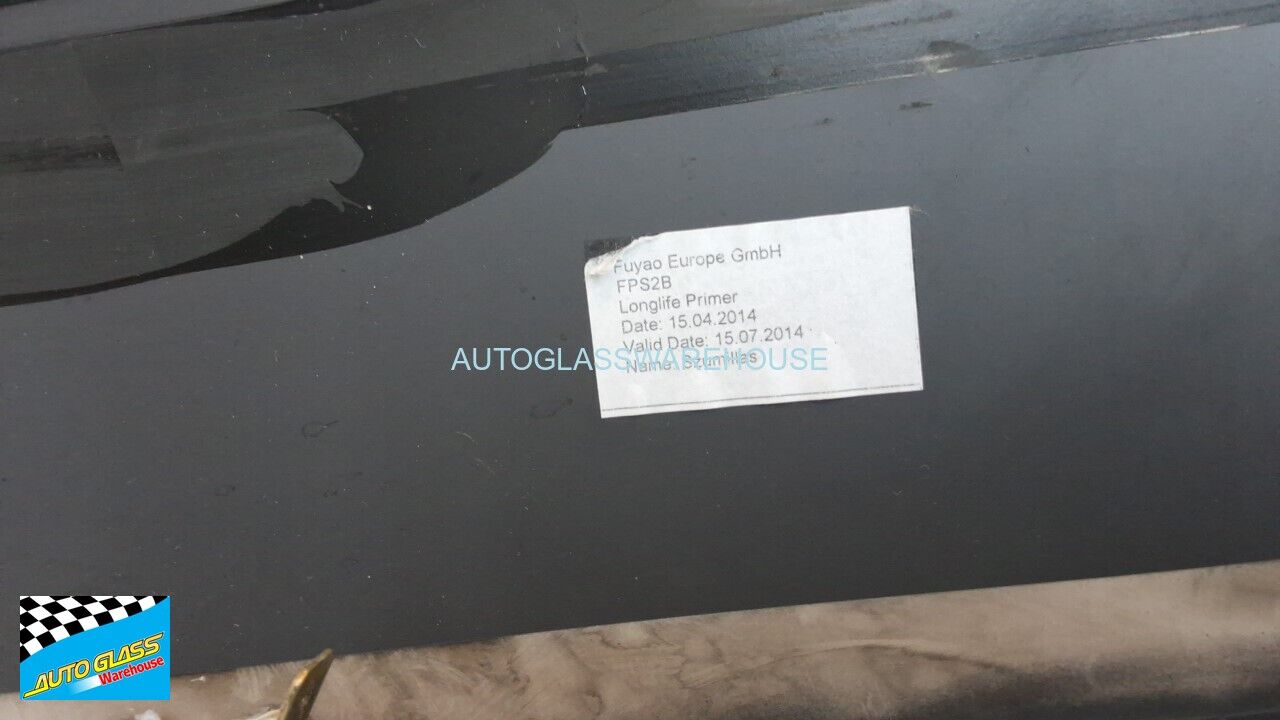 Fuyao Europe GmbH
FPS2B
Longlife Primer
Date: 15.04.2014
Valid Date: 15.07.2014
AUTOGLASSWAREHOUSE
Name:
AUTO GLASS
Warehouse